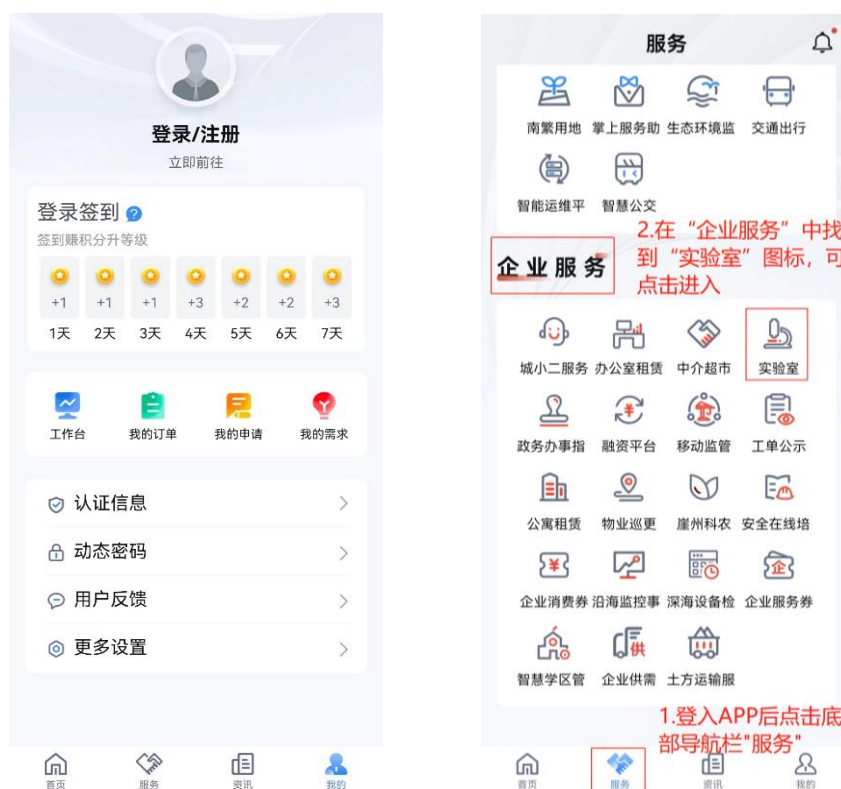 登录/注册
立即前往
登录签到
签到赚积分升等级
+1 +1 +1 +3 +2 +2 +3
1天 2天 3天 4天 5天 6天 7天
工作台 我的订单 我的申请 我的需求
认证信息
动态密码
用户反馈
更多设置
首页 服务 资讯 我的
服务
南繁用地 掌上服务助 生态环境监 交通出行
智能运维平 智慧公交
2.在“企业服务”中找
到“实验室”图标，可
点击进入
企业服务
城小二服务 办公室租赁 中介超市 实验室
政务办事指 融资平台 移动监管 工单公示
公寓租赁 物业巡更 崖州科农 安全在线培
企业消费券 沿海监控事 深海设备检 企业服务券
智慧学区管 企业供需 土方运输服
1.登入APP后点击底
部导航栏"服务"
首页 服务 资讯 我的